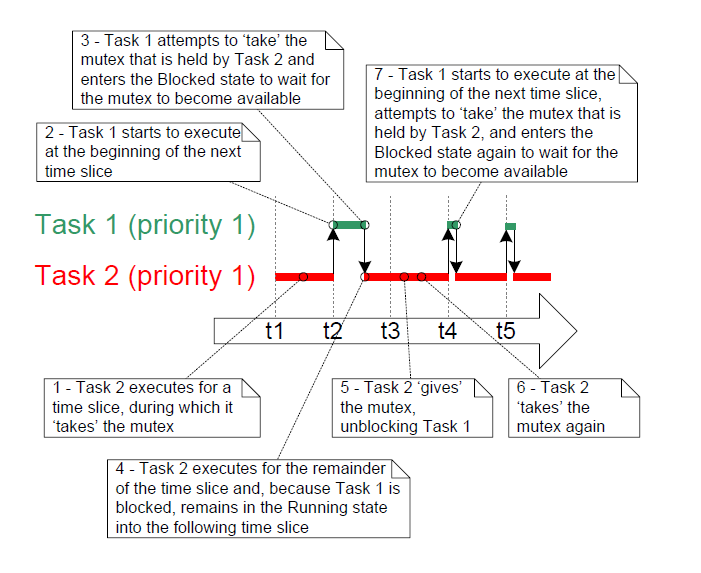 3 - Task 1 attempts to ‘take’ the
mutex that is held by Task 2 and
enters the Blocked state to wait for
the mutex to become available
7 - Task 1 starts to execute at the
beginning of the next time slice,
attempts to ‘take’ the mutex that is
held by Task 2, and enters the
Blocked state again to wait for the
mutex to become available
2 - Task 1 starts to execute
at the beginning of the next
time slice
Task 1 (priority 1)
Task 2 (priority 1)
t1 t2 t3 t4 t5
1 - Task 2 executes for a
time slice, during which it
‘takes’ the mutex
5 - Task 2 ‘gives’
the mutex,
unblocking Task 1
6 - Task 2
‘takes’ the
mutex again
4 - Task 2 executes for the remainder
of the time slice and, because Task 1 is
blocked, remains in the Running state
into the following time slice